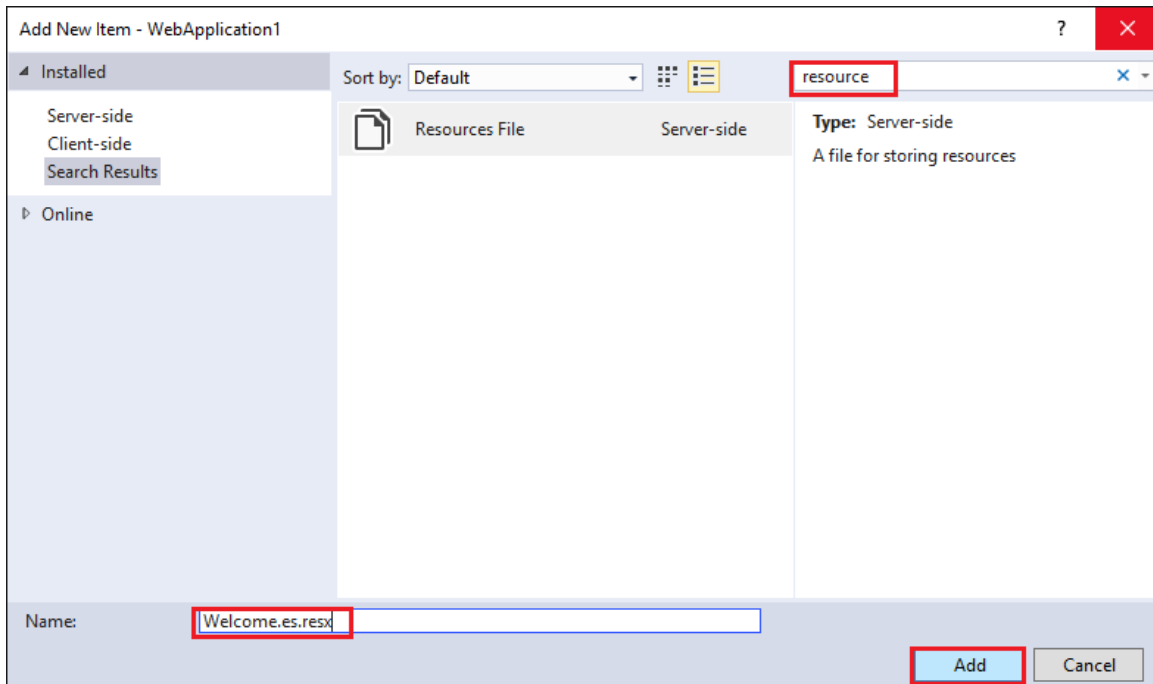 Add New Item - WebApplication1
?
Installed
Server-side
Client-side
Search Results
Online
Sort by: Default
Resources File Server-side
resource
Type: Server-side
A file for storing resources
Name: Welcome.es.resx
Add Cancel